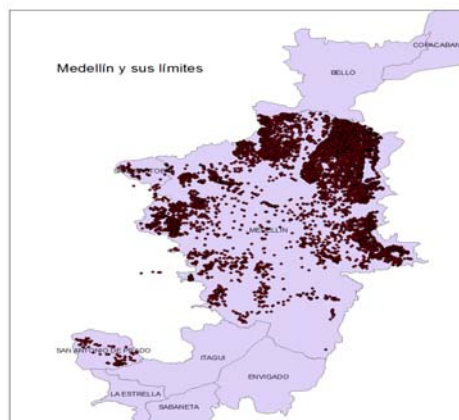 COPACABANA
BELLO
Medellín y sus límites
MEDELLIN
SAN ANTONIO DE PRADO
ITAGUI
ENVIGADO
LA ESTRELLA
SABANETA